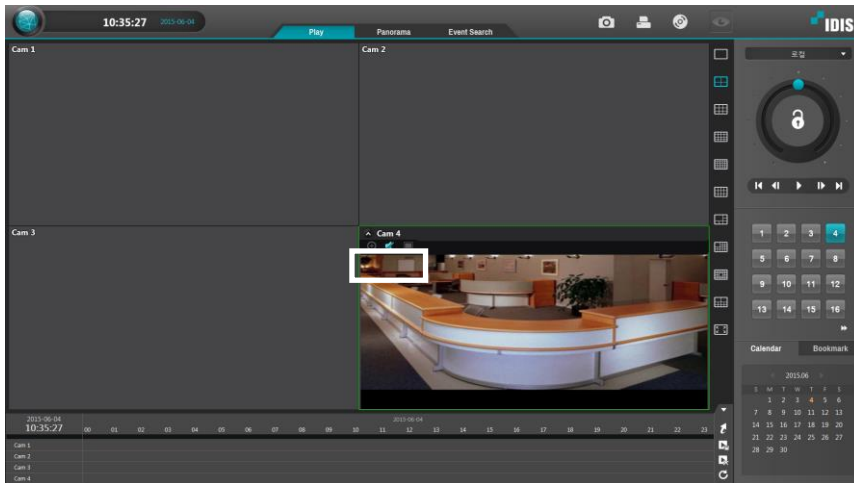 10:35:27 2015-06-04
Play Panorama Event Search
IDIS
Cam 1
Cam 2
Cam 3
Cam 4
로컬
1 2 3 4
5 6 7 8
9 10 11 12
13 14 15 16
Calendar Bookmark
2015.06
S M T W T F S
1 2 3 4 5 6
7 8 9 10 11 12 13
14 15 16 17 18 19 20
21 22 23 24 25 26 27
28 29 30
2015-06-04
10:35:27
2015-06-04
00 01 02 03 04 05 06 07 08 09 10 11 12 13 14 15 16 17 18 19 20 21 22 23
Cam 1
Cam 2
Cam 3
Cam 4